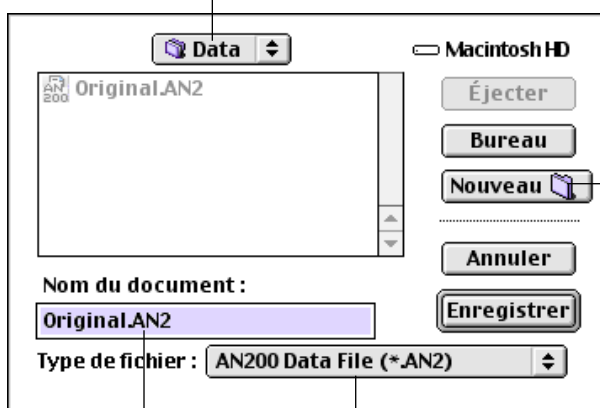 Data
Macintosh HD
AN200 Original.AN2
Éjecter
Bureau
Nouveau
Annuler
Nom du document :
Original.AN2
Enregistrer
Type de fichier : AN200 Data File (*.AN2)